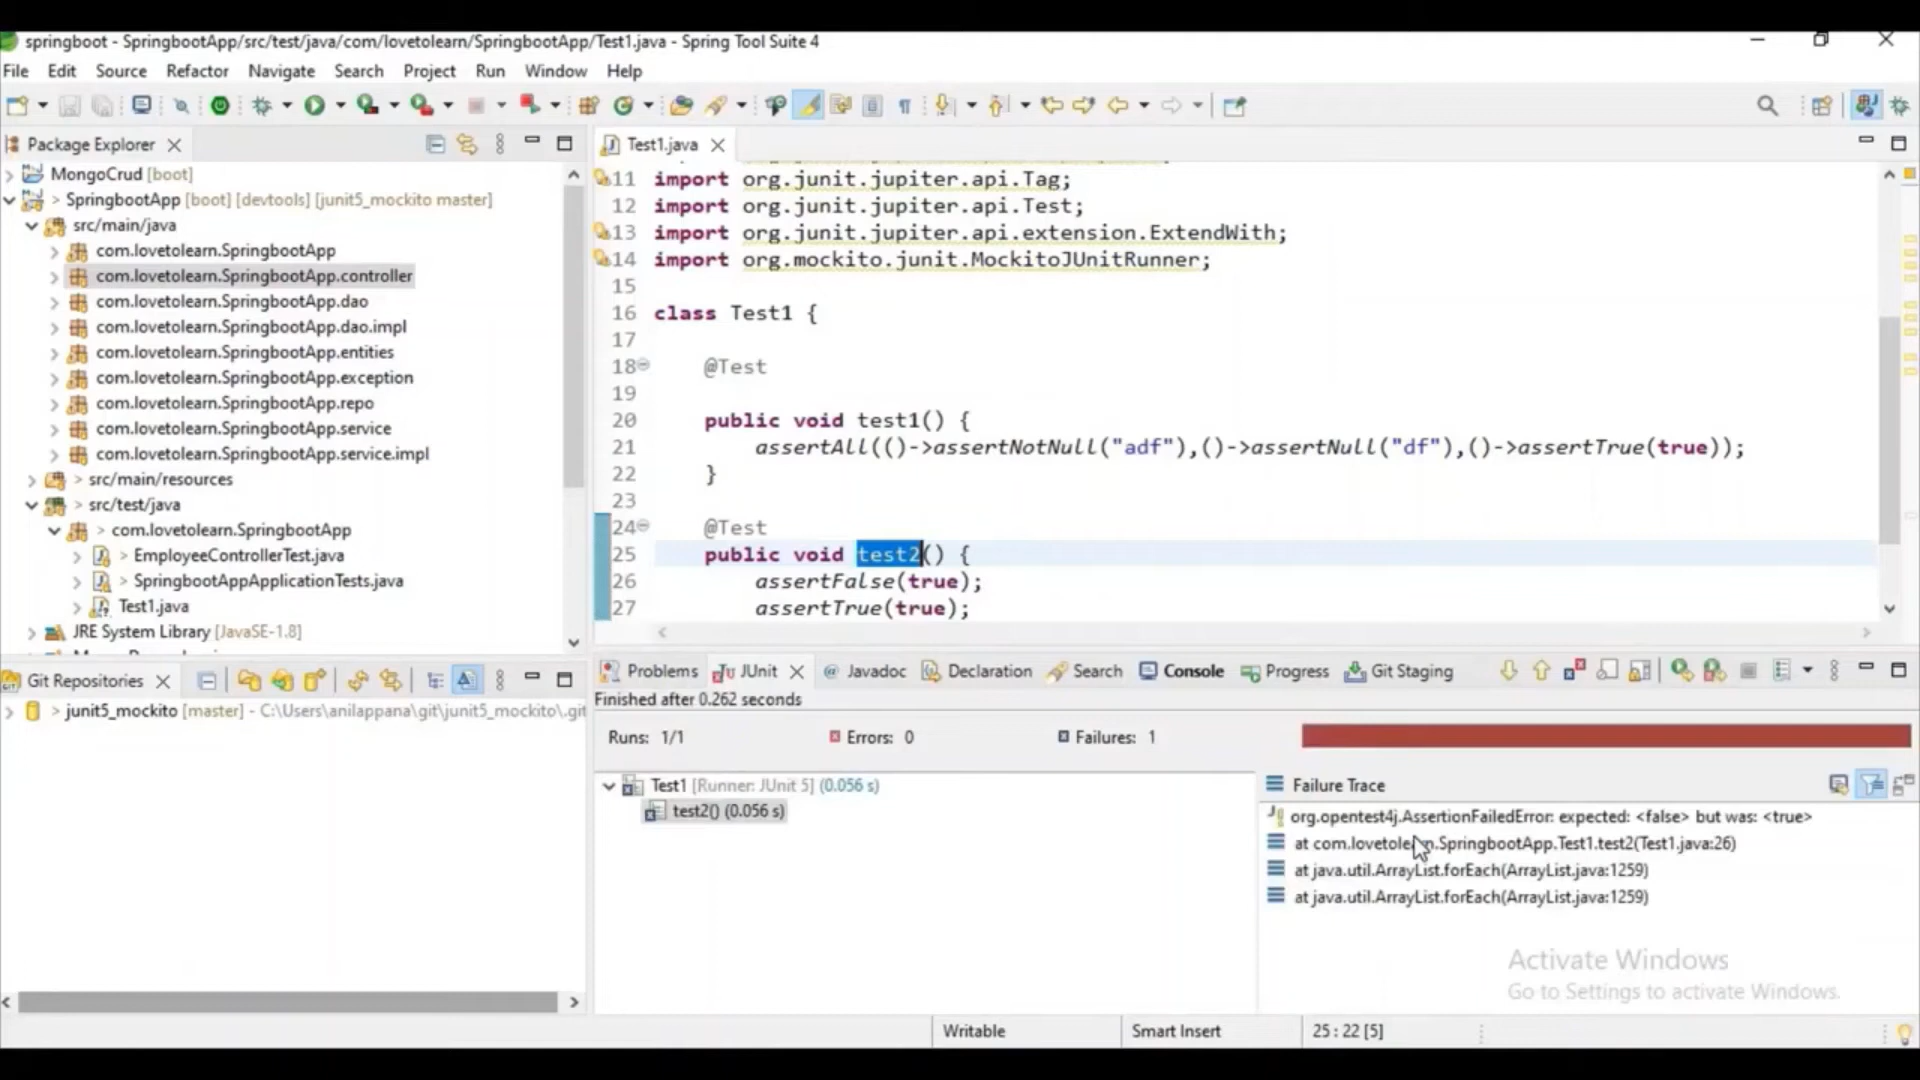 springboot - SpringbootApp/src/test/java/com/lovetolearn/SpringbootApp/Test1.java - Spring Tool Suite 4
File Edit Source Refactor Navigate Search Project Run Window Help
Package Explorer
MongoCrud [boot]
> SpringbootApp [boot] [devtools] [junit5_mockito master]
src/main/java
com.lovetolearn.SpringbootApp
com.lovetolearn.SpringbootApp.controller
com.lovetolearn.SpringbootApp.dao
com.lovetolearn.SpringbootApp.dao.impl
com.lovetolearn.SpringbootApp.entities
com.lovetolearn.SpringbootApp.exception
com.lovetolearn.SpringbootApp.repo
com.lovetolearn.SpringbootApp.service
com.lovetolearn.SpringbootApp.service.impl
> src/main/resources
> src/test/java
> com.lovetolearn.SpringbootApp
> EmployeeControllerTest.java
> SpringbootAppApplicationTests.java
Test1.java
JRE System Library [JavaSE-1.8]
Git Repositories
> junit5_mockito [master] - C:\Users\anilappana\git\junit5_mockito\.git
Test1.java
11 import org.junit.jupiter.api.Tag;
12 import org.junit.jupiter.api.Test;
13 import org.junit.jupiter.api.extension.ExtendWith;
14 import org.mockito.junit.MockitoJUnitRunner;
15
16 class Test1 {
17
18 @Test
19
20 public void test1() {
21 assertAll(()->assertNotNull("adf"),()->assertNull("df"),()->assertTrue(true));
22 }
23
24 @Test
25 public void test2() {
26 assertFalse(true);
27 assertTrue(true);
Problems JUnit Javadoc Declaration Search Console Progress Git Staging
Finished after 0.262 seconds
Runs: 1/1 Errors: 0 Failures: 1
Test1 [Runner: JUnit 5] (0.056 s)
test2() (0.056 s)
Failure Trace
org.opentest4j.AssertionFailedError: expected: <false> but was: <true>
at com.lovetolearn.SpringbootApp.Test1.test2(Test1.java:26)
at java.util.ArrayList.forEach(ArrayList.java:1259)
at java.util.ArrayList.forEach(ArrayList.java:1259)
Activate Windows
Go to Settings to activate Windows.
Writable Smart Insert 25 : 22 [5]